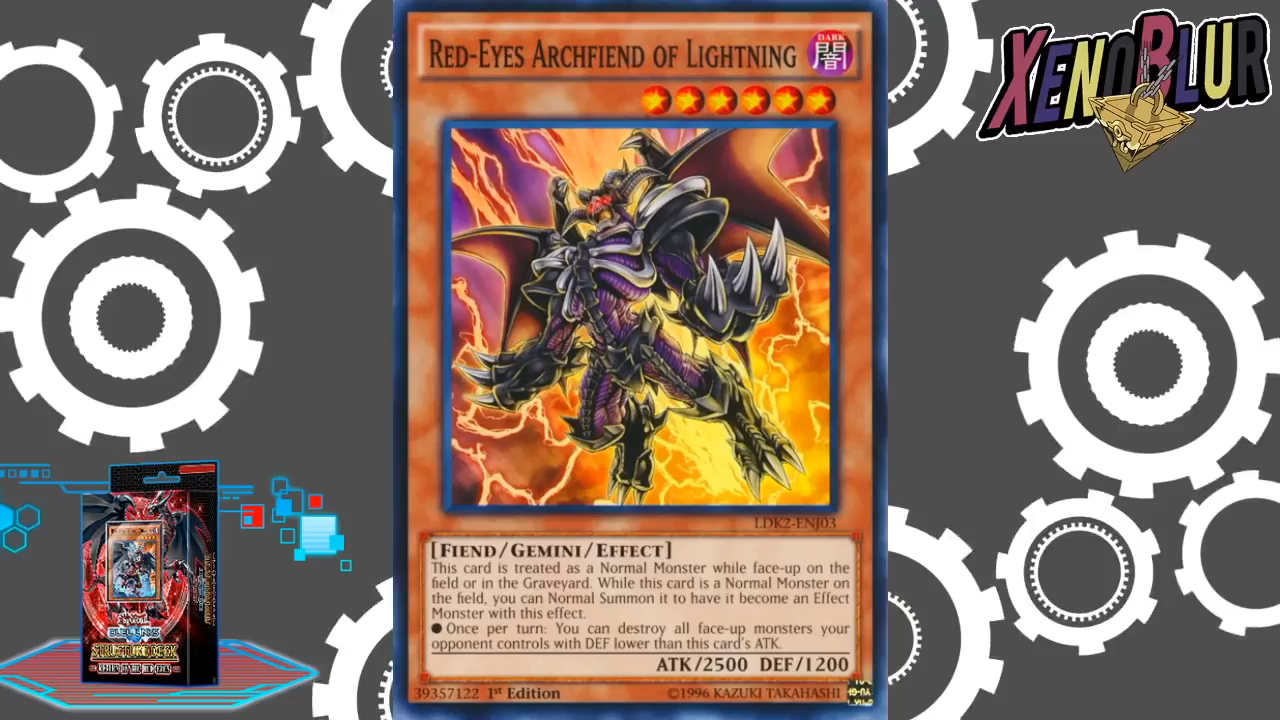 RED-EYES ARCHFIEND OF LIGHTNING
DARK
闇
XENOBLUR
LDK2-ENJ03
[FIEND/GEMINI/EFFECT]
This card is treated as a Normal Monster while face-up on the
field or in the Graveyard. While this card is a Normal Monster on
the field, you can Normal Summon it to have it become an Effect
Monster with this effect.
●Once per turn: You can destroy all face-up monsters your
opponent controls with DEF lower than this card's ATK.
ATK/2500 DEF/1200
39357122 1st Edition ©1996 KAZUKI TAKAHASHI
DUEL LINKS
STRUCTURE DECK